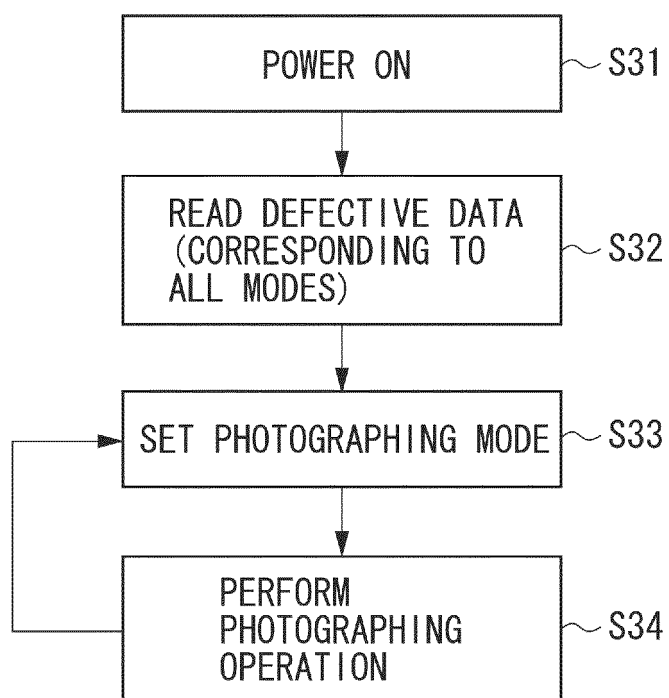 POWER ON
S31
READ DEFECTIVE DATA
(CORRESPONDING TO
ALL MODES)
S32
SET PHOTOGRAPHING MODE
S33
PERFORM
PHOTOGRAPHING
OPERATION
S34